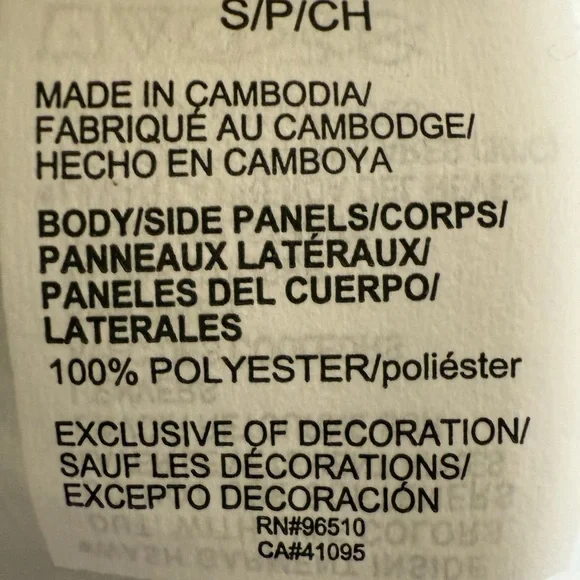 S/P/CH
MADE IN CAMBODIA/
FABRIQUÉ AU CAMBODGE/
HECHO EN CAMBOYA
BODY/SIDE PANELS/CORPS/
PANNEAUX LATÉRAUX/
PANELES DEL CUERPO/
LATERALES
100% POLYESTER/poliéster
EXCLUSIVE OF DECORATION/
SAUF LES DÉCORATIONS/
EXCEPTO DECORACIÓN
RN#96510
CA#41095